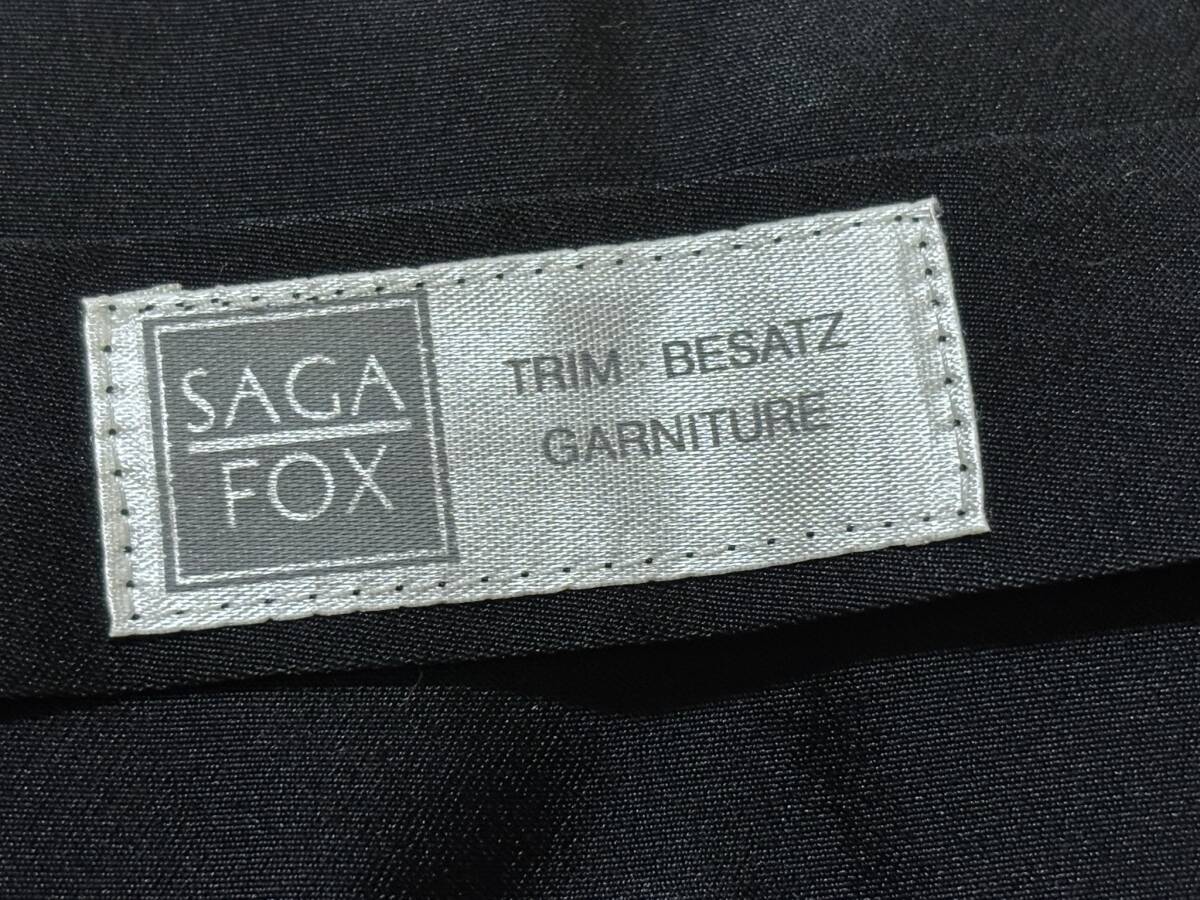 SAGA
FOX
TRIM · BESATZ
GARNITURE